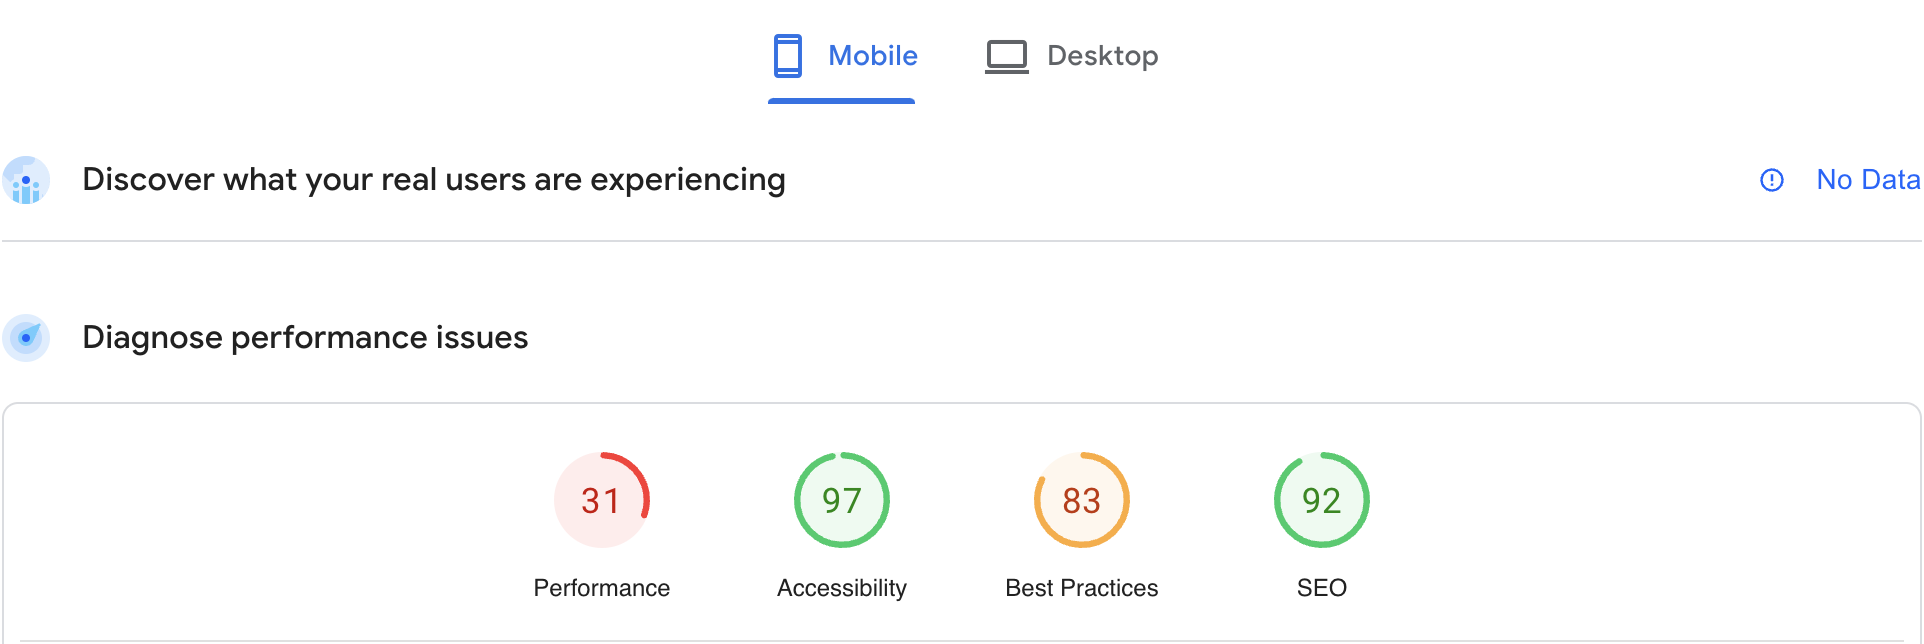 Mobile
Desktop
Discover what your real users are experiencing
No Data
Diagnose performance issues
31
97
83
92
Performance
Accessibility
Best Practices
SEO